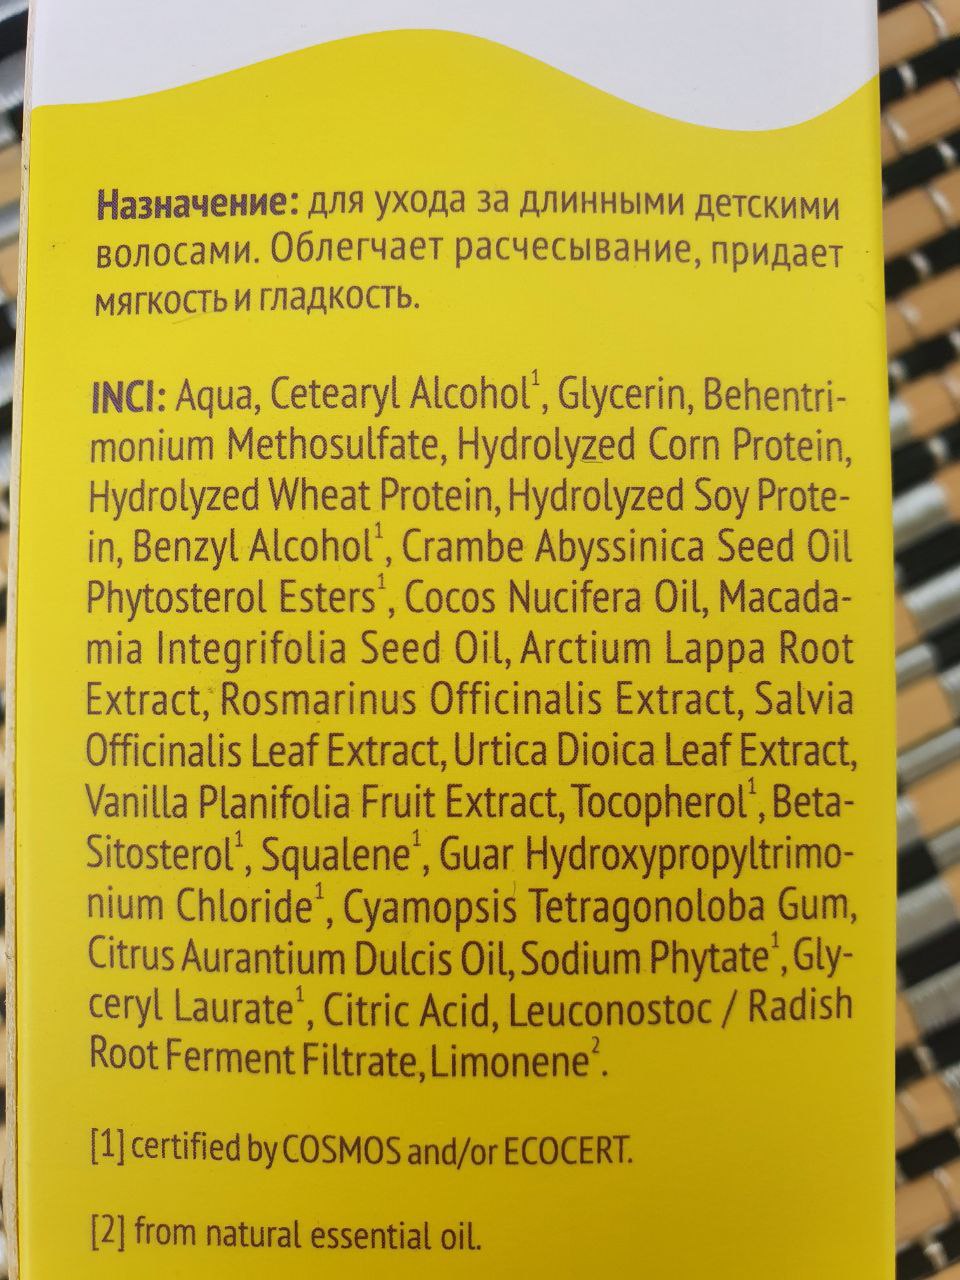 Назначение: для ухода за длинными детскими
волосами. Облегчает расчесывание, придает
мягкость и гладкость.
INCI: Aqua, Cetearyl Alcohol¹, Glycerin, Behentri-
monium Methosulfate, Hydrolyzed Corn Protein,
Hydrolyzed Wheat Protein, Hydrolyzed Soy Prote-
in, Benzyl Alcohol¹, Crambe Abyssinica Seed Oil
Phytosterol Esters¹, Cocos Nucifera Oil, Macada-
mia Integrifolia Seed Oil, Arctium Lappa Root
Extract, Rosmarinus Officinalis Extract, Salvia
Officinalis Leaf Extract, Urtica Dioica Leaf Extract,
Vanilla Planifolia Fruit Extract, Tocopherol¹, Beta-
Sitosterol¹, Squalene¹, Guar Hydroxypropyltrimo-
nium Chloride¹, Cyamopsis Tetragonoloba Gum,
Citrus Aurantium Dulcis Oil, Sodium Phytate¹, Gly-
ceryl Laurate¹, Citric Acid, Leuconostoc / Radish
Root Ferment Filtrate, Limonene².
[1] certified by COSMOS and/or ECOCERT.
[2] from natural essential oil.